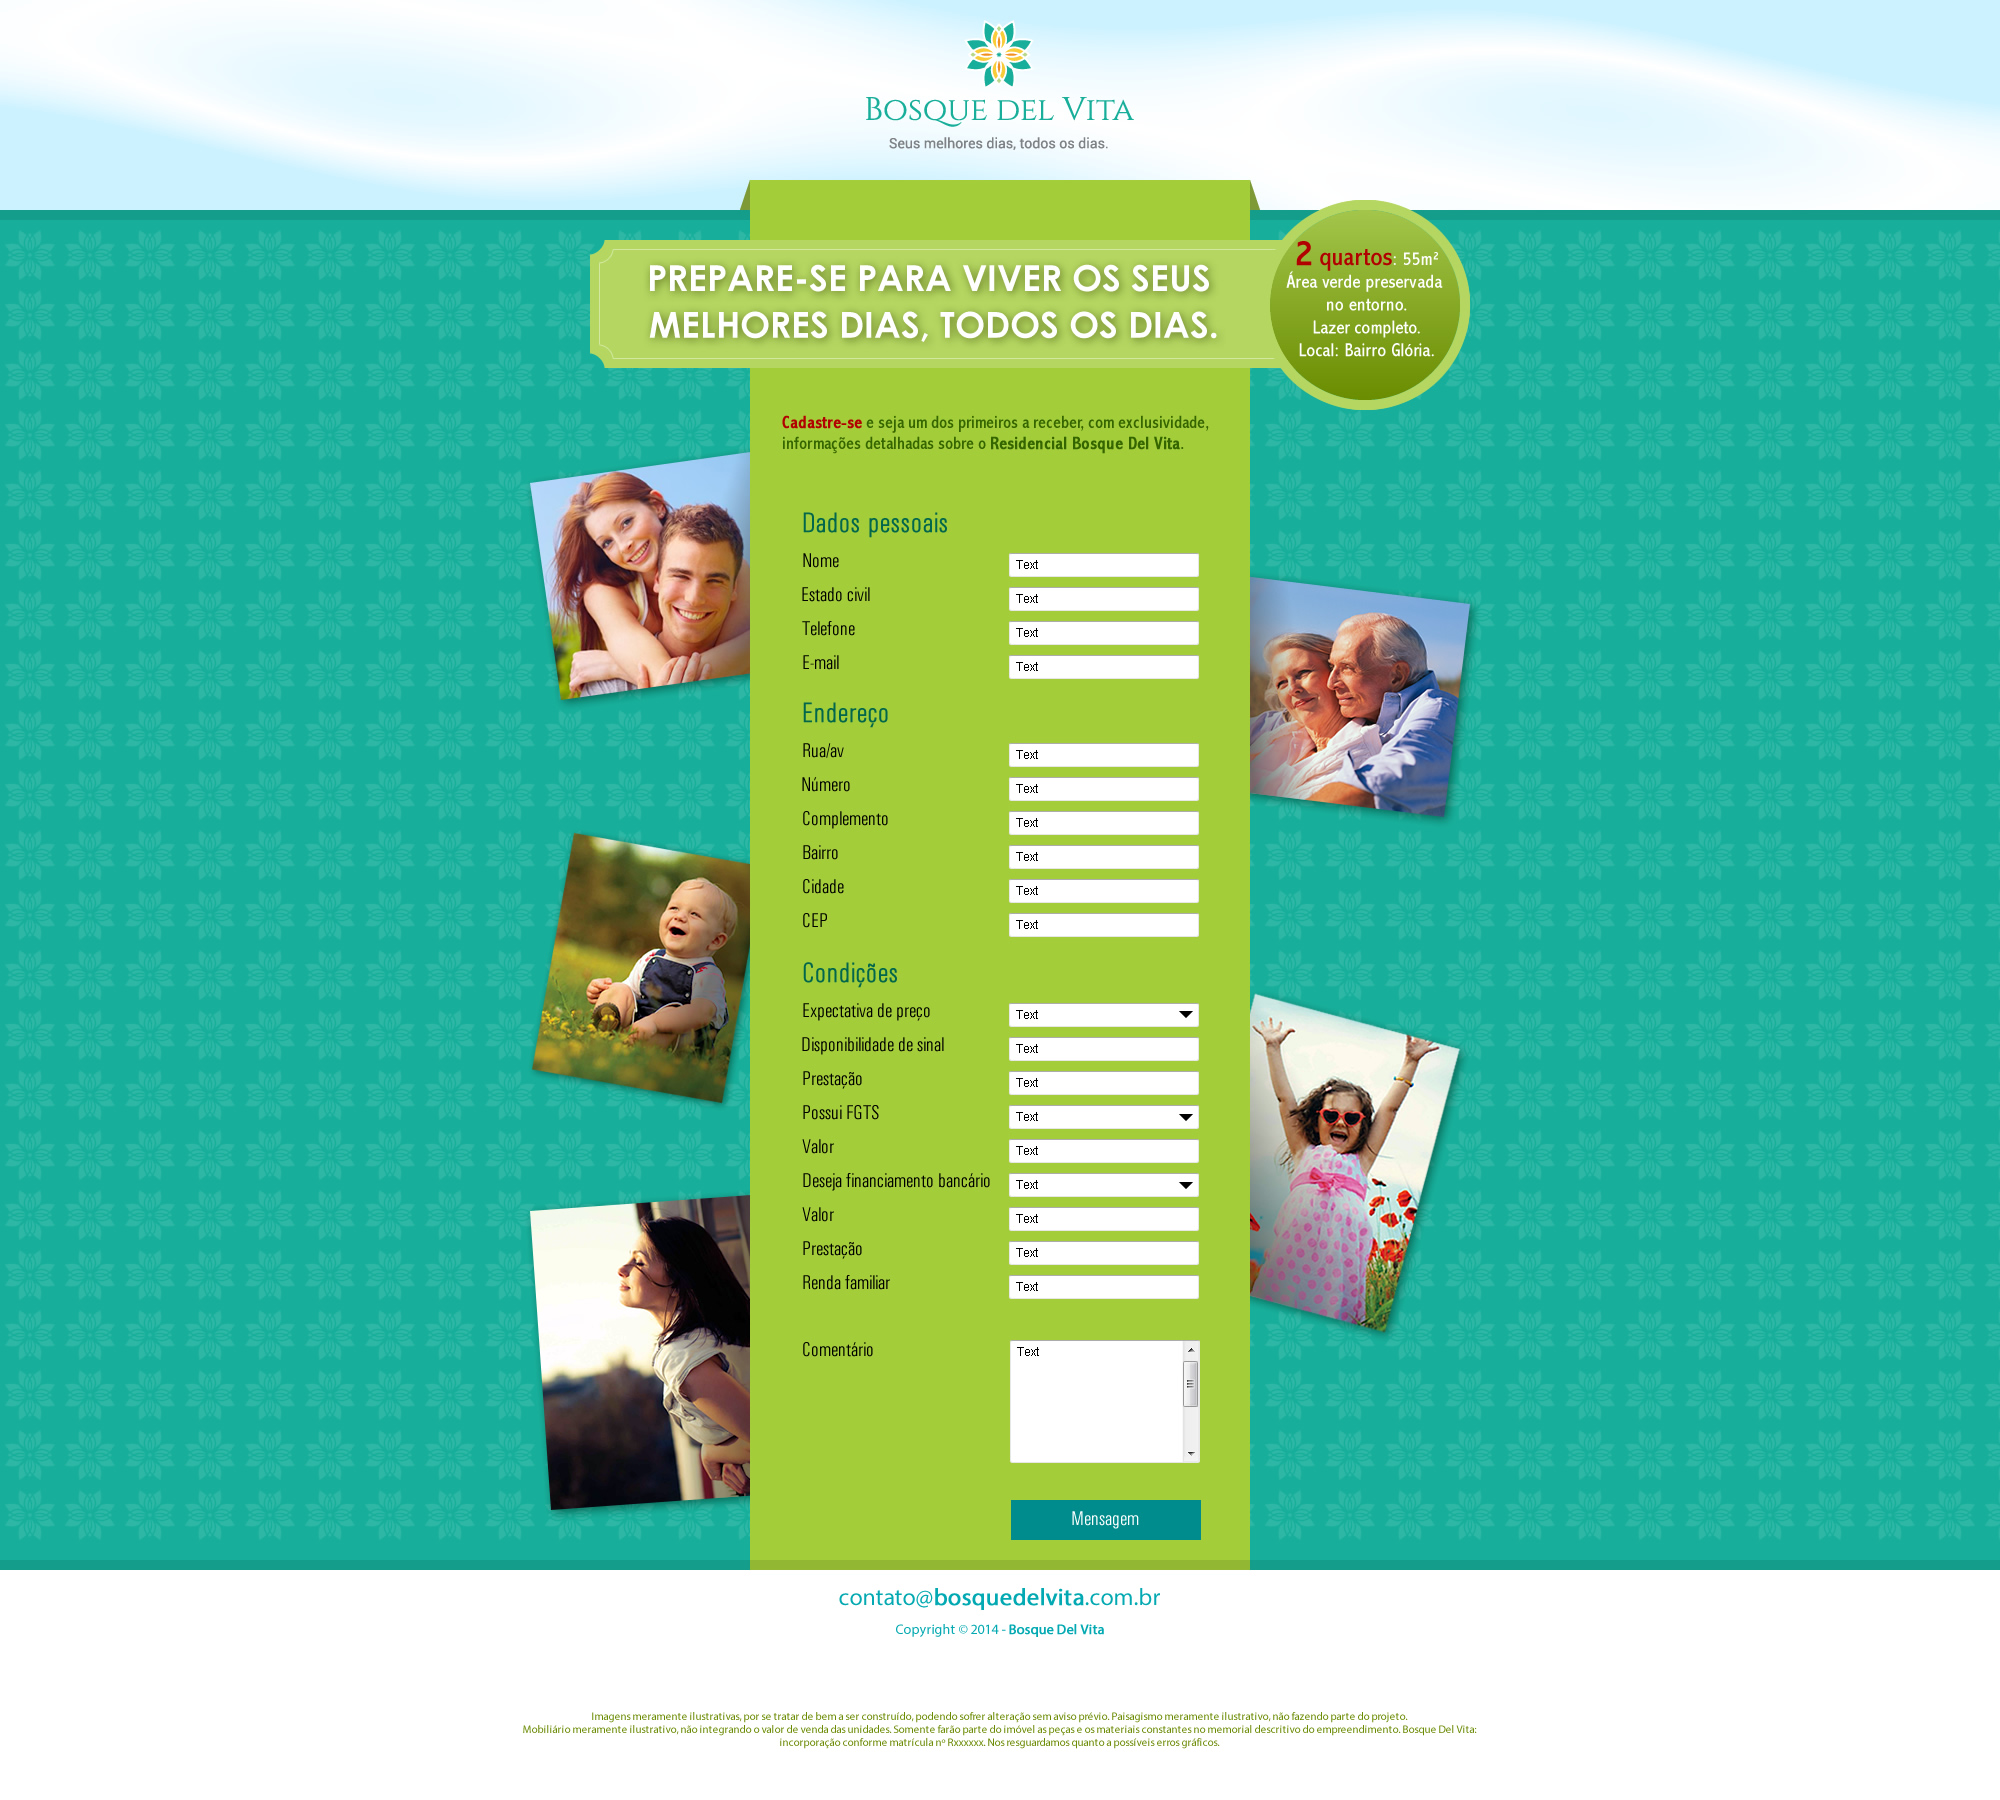 Bosque del Vita
Seus melhores dias, todos os dias.
PREPARE-SE PARA VIVER OS SEUS
MELHORES DIAS, TODOS OS DIAS.
2 quartos: 55m²
Área verde preservada
no entorno.
Lazer completo.
Local: Bairro Glória.
Cadastre-se e seja um dos primeiros a receber, com exclusividade,
informações detalhadas sobre o Residencial Bosque Del Vita.
Dados pessoais
Nome Text
Estado civil Text
Telefone Text
E-mail Text
Endereço
Rua/av Text
Número Text
Complemento Text
Bairro Text
Cidade Text
CEP Text
Condições
Expectativa de preço Text
Disponibilidade de sinal Text
Prestação Text
Possui FGTS Text
Valor Text
Deseja financiamento bancário Text
Valor Text
Prestação Text
Renda familiar Text
Comentário Text
Mensagem
contato@bosquedelvita.com.br
Copyright © 2014 - Bosque Del Vita
Imagens meramente ilustrativas, por se tratar de bem a ser construído, podendo sofrer alteração sem aviso prévio. Paisagismo meramente ilustrativo, não fazendo parte do projeto.
Mobiliário meramente ilustrativo, não integrando o valor de venda das unidades. Somente farão parte do imóvel as peças e os materiais constantes no memorial descritivo do empreendimento. Bosque Del Vita:
incorporação conforme matrícula nº Rxxxxxx. Nos resguardamos quanto a possíveis erros gráficos.